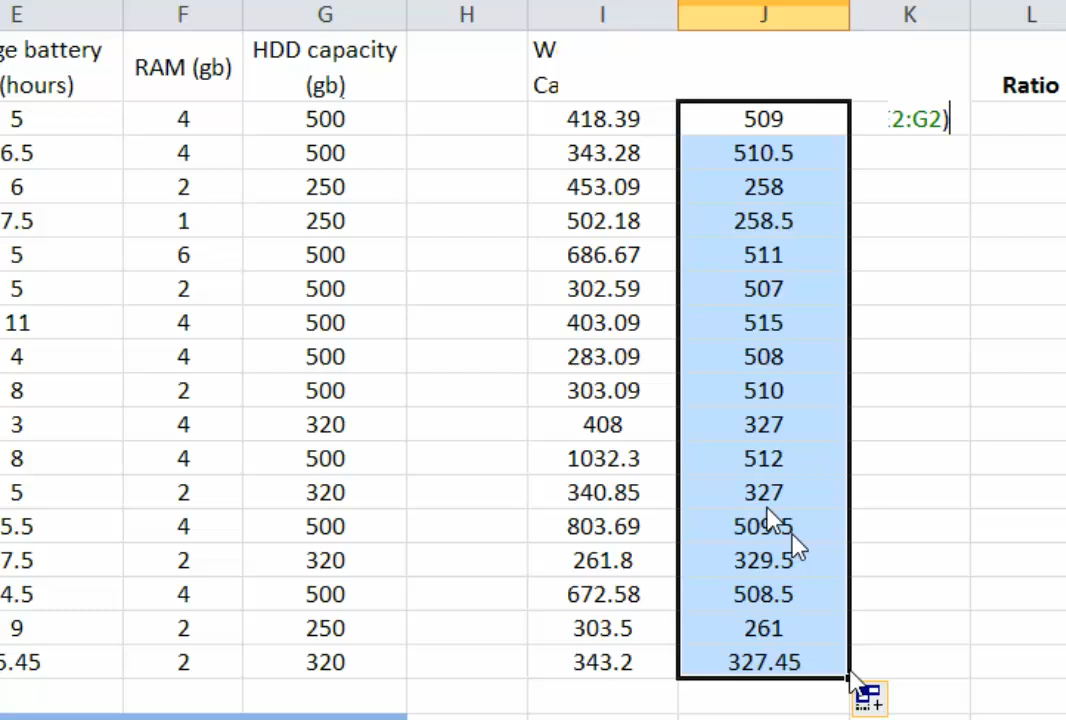 E F G H I J K L
ge battery HDD capacity W
RAM (gb)
(hours) (gb) Ca Ratio
5 4 500 418.39 509 2:G2)
6.5 4 500 343.28 510.5
6 2 250 453.09 258
7.5 1 250 502.18 258.5
5 6 500 686.67 511
5 2 500 302.59 507
11 4 500 403.09 515
4 4 500 283.09 508
8 2 500 303.09 510
3 4 320 408 327
8 4 500 1032.3 512
5 2 320 340.85 327
5.5 4 500 803.69 509.5
7.5 2 320 261.8 329.5
4.5 4 500 672.58 508.5
9 2 250 303.5 261
5.45 2 320 343.2 327.45